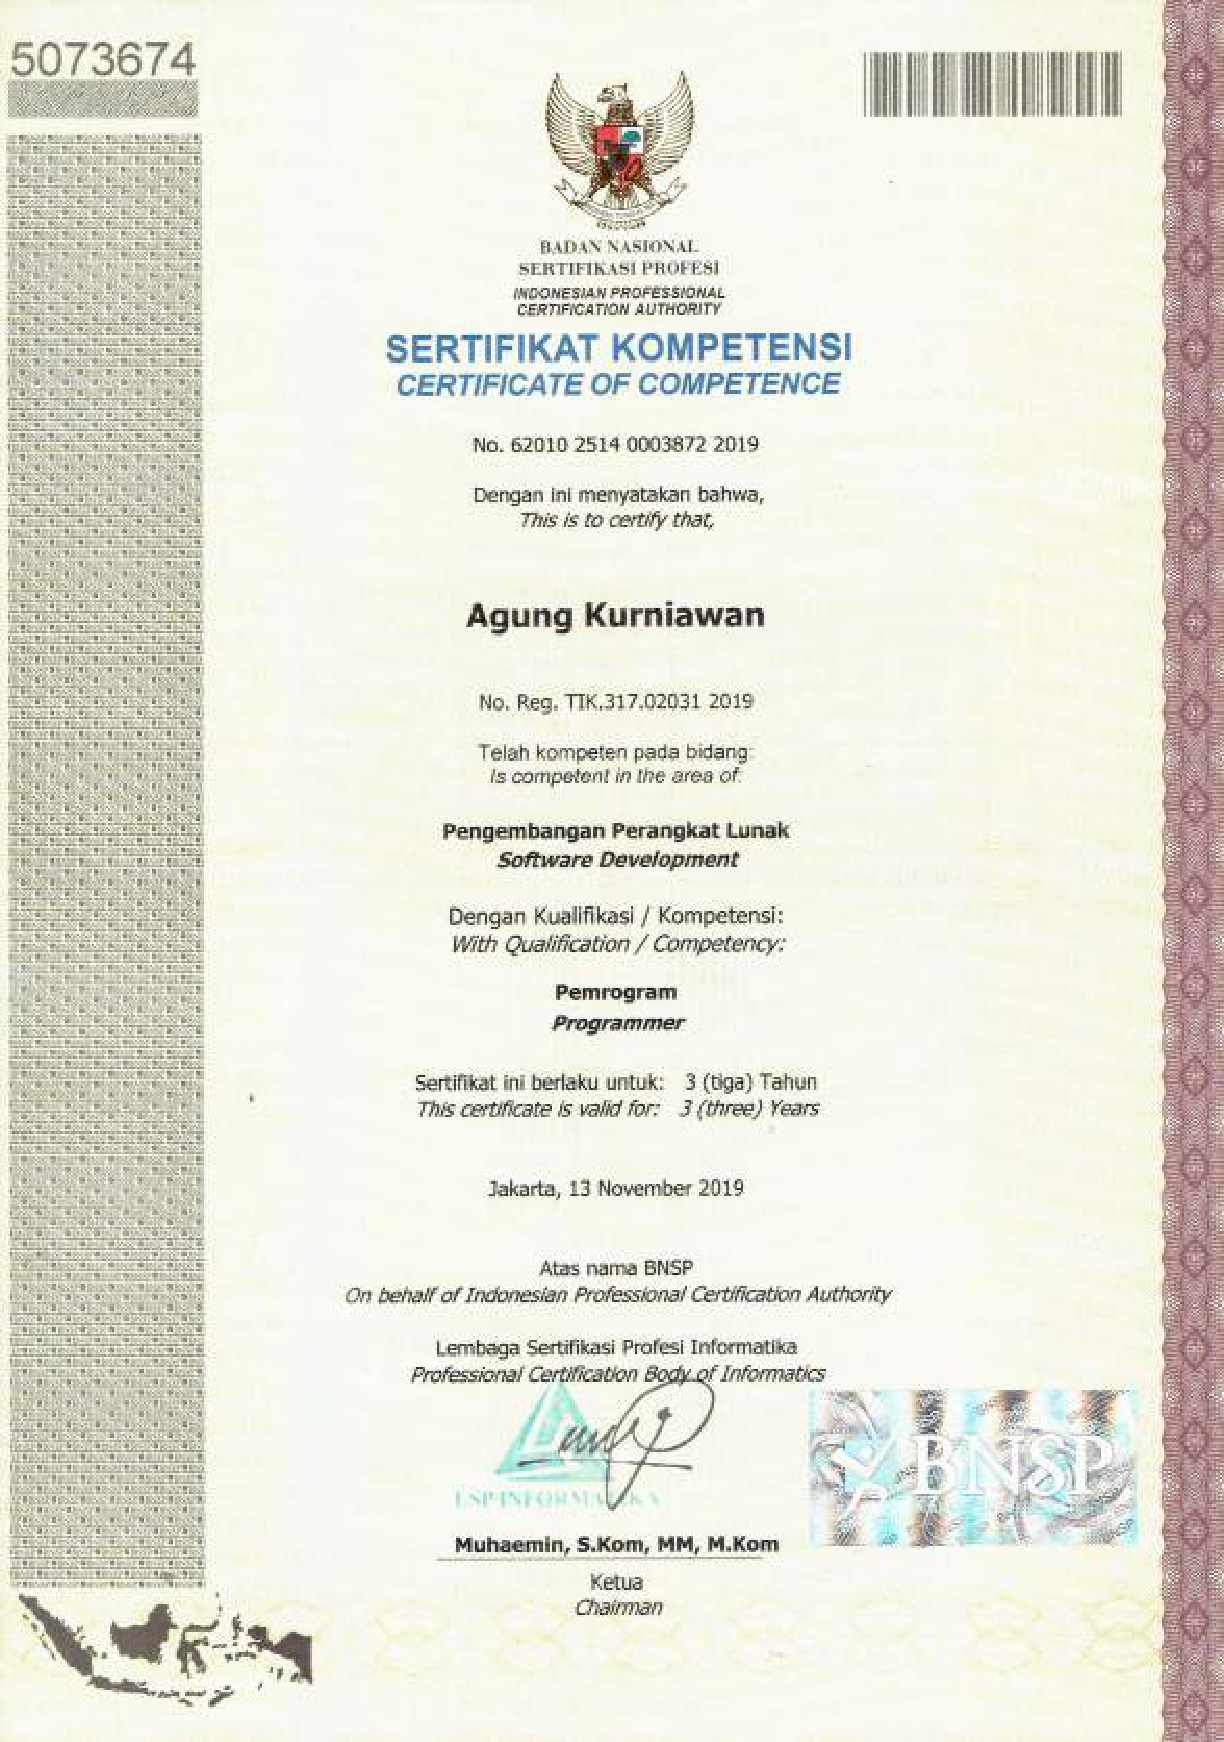 5073674
BADAN NASIONAL
SERTIFIKASI PROFESI
INDONESIAN PROFESSIONAL
CERTIFICATION AUTHORITY
SERTIFIKAT KOMPETENSI
CERTIFICATE OF COMPETENCE
No. 62010 2514 0003872 2019
Dengan ini menyatakan bahwa,
This is to certify that,
Agung Kurniawan
No. Reg. TIK.317.02031 2019
Telah kompeten pada bidang:
Is competent in the area of:
Pengembangan Perangkat Lunak
Software Development
Dengan Kualifikasi / Kompetensi:
With Qualification / Competency:
Pemrogram
Programmer
Sertifikat ini berlaku untuk: 3 (tiga) Tahun
This certificate is valid for: 3 (three) Years
Jakarta, 13 November 2019
Atas nama BNSP
On behalf of Indonesian Professional Certification Authority
Lembaga Sertifikasi Profesi Informatika
Professional Certification Body of Informatics
LSP INFORMATIKA
BNSP
Muhaemin, S.Kom, MM, M.Kom
Ketua
Chairman